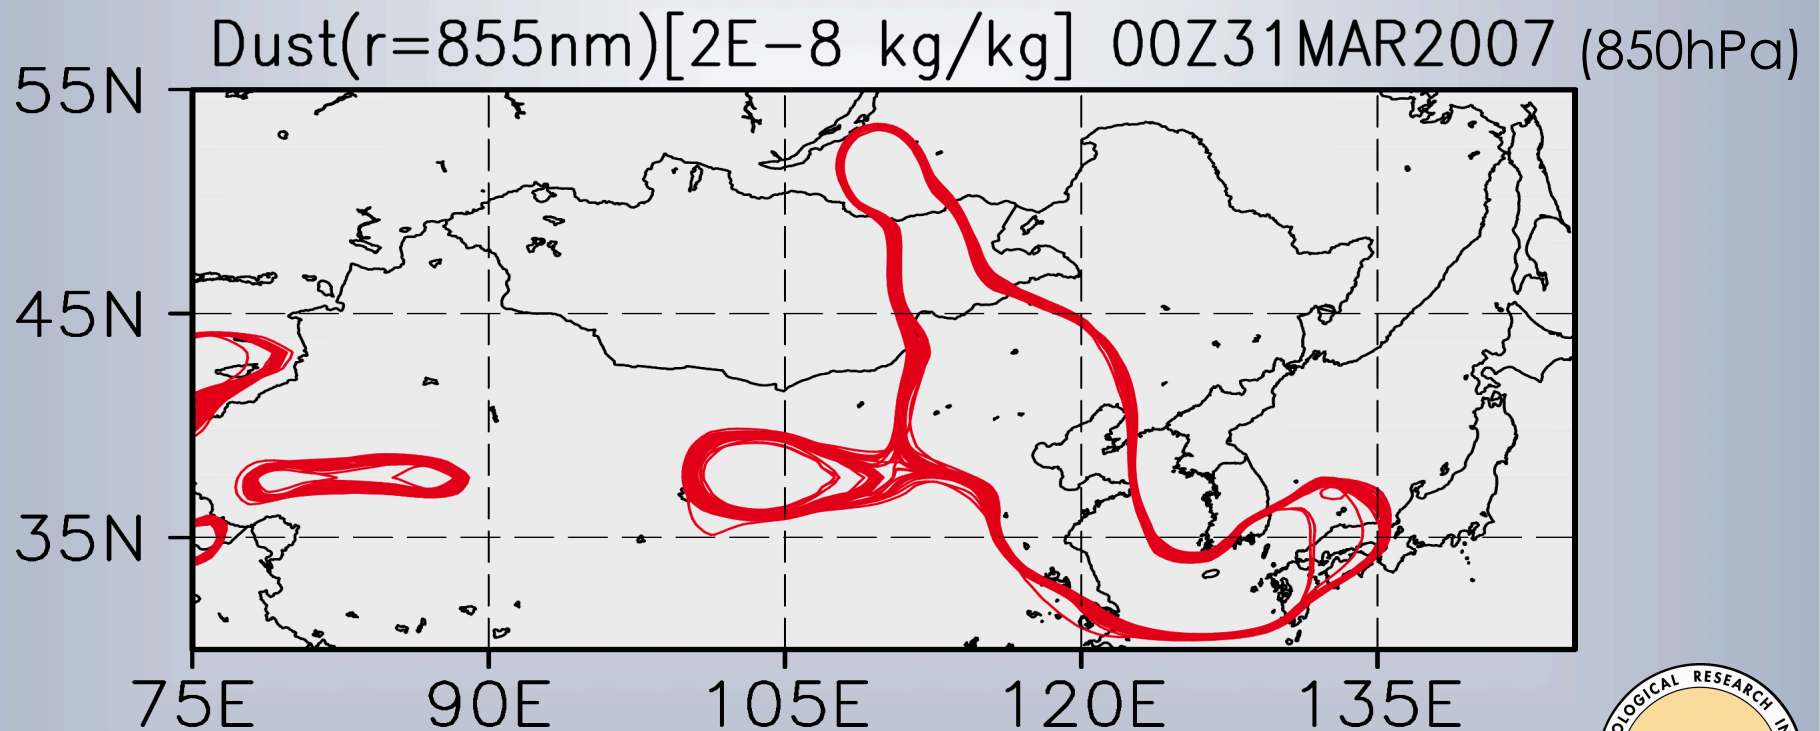 Dust(r=855nm)[2E-8 kg/kg] 00Z31MAR2007 (850hPa)
55N
45N
35N
75E 90E 105E 120E 135E
RESEARCH